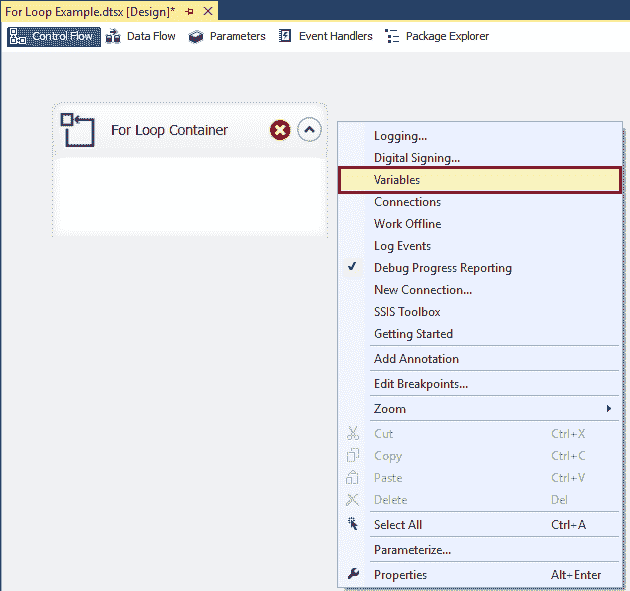 For Loop Example.dtsx [Design]*
Control Flow Data Flow Parameters Event Handlers Package Explorer
For Loop Container
Logging...
Digital Signing...
Variables
Connections
Work Offline
Log Events
Debug Progress Reporting
New Connection...
SSIS Toolbox
Getting Started
Add Annotation
Edit Breakpoints...
Zoom
Cut Ctrl+X
Copy Ctrl+C
Paste Ctrl+V
Delete Del
Select All Ctrl+A
Parameterize...
Properties Alt+Enter